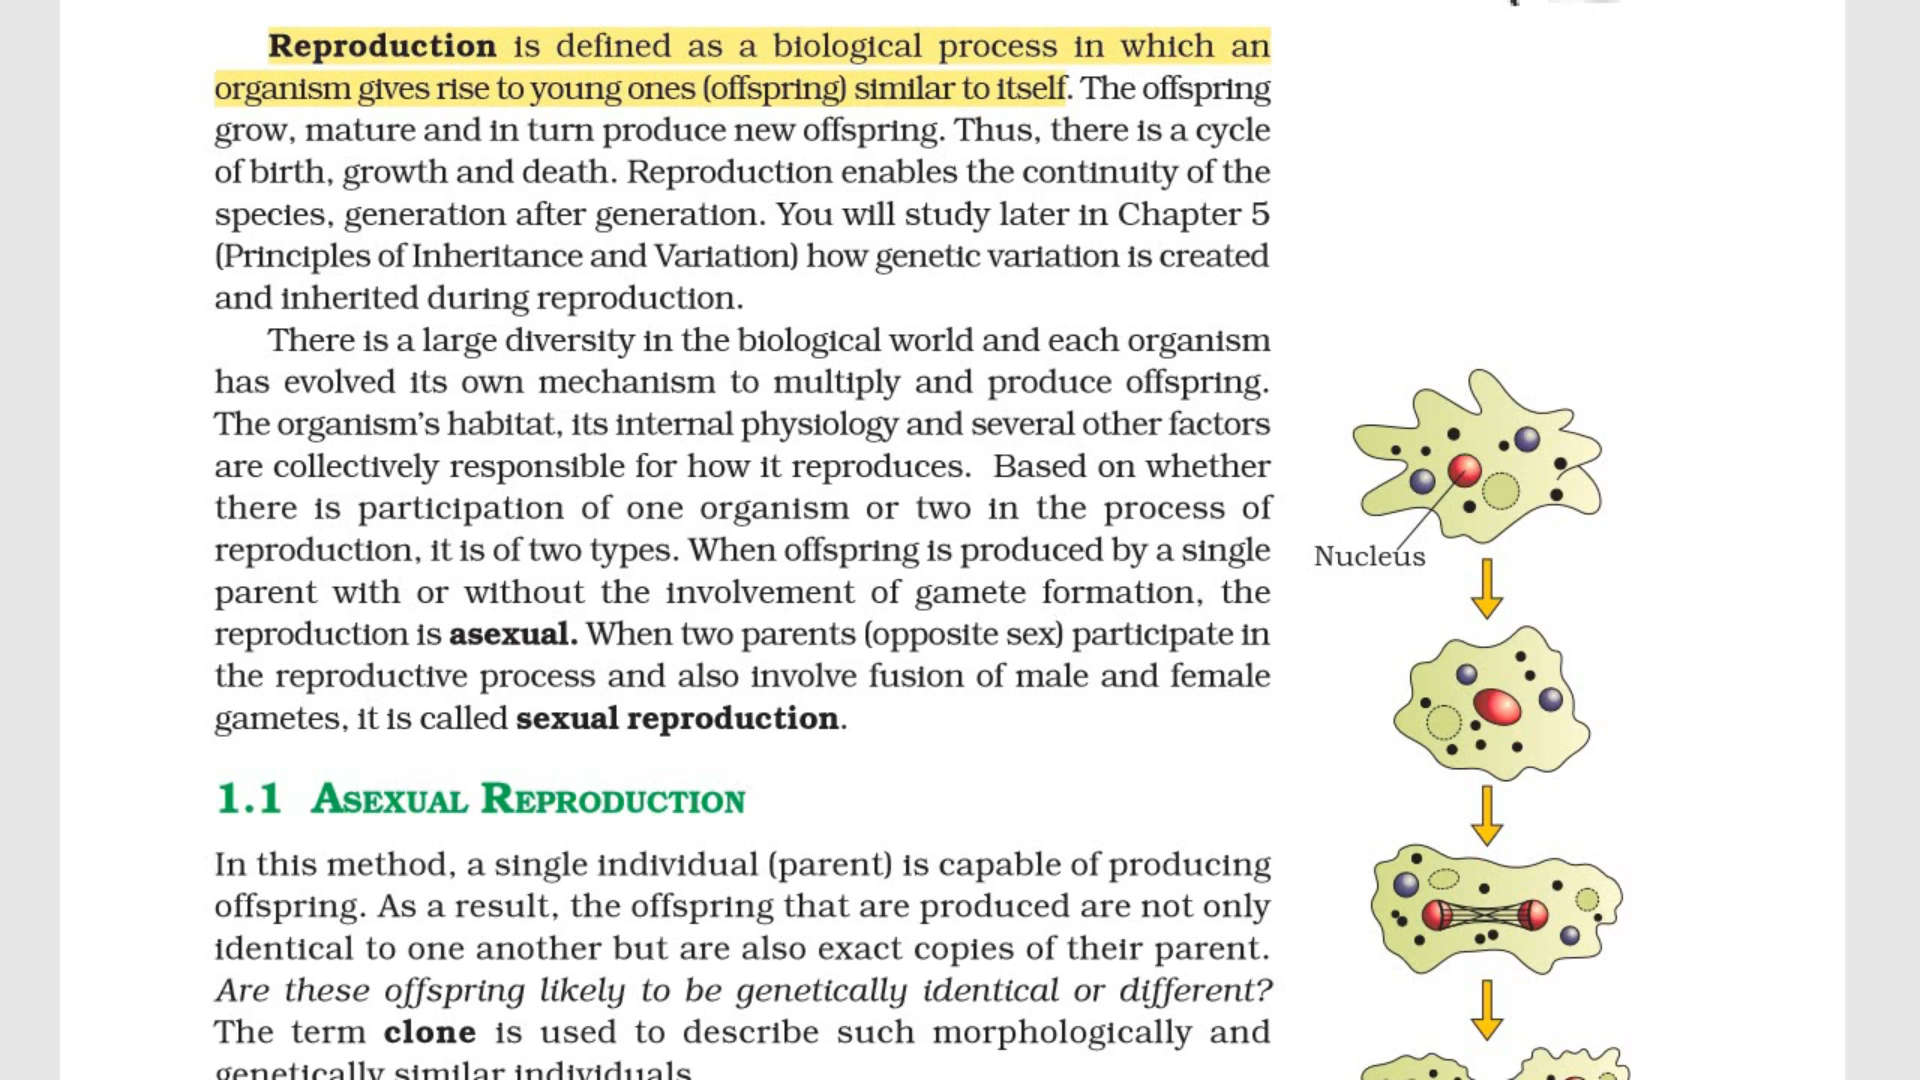 Reproduction is defined as a biological process in which an
organism gives rise to young ones (offspring) similar to itself. The offspring
grow, mature and in turn produce new offspring. Thus, there is a cycle
of birth, growth and death. Reproduction enables the continuity of the
species, generation after generation. You will study later in Chapter 5
(Principles of Inheritance and Variation) how genetic variation is created
and inherited during reproduction.
There is a large diversity in the biological world and each organism
has evolved its own mechanism to multiply and produce offspring.
The organism's habitat, its internal physiology and several other factors
are collectively responsible for how it reproduces. Based on whether
there is participation of one organism or two in the process of
reproduction, it is of two types. When offspring is produced by a single
parent with or without the involvement of gamete formation, the
reproduction is asexual. When two parents (opposite sex) participate in
the reproductive process and also involve fusion of male and female
gametes, it is called sexual reproduction.
1.1 ASEXUAL REPRODUCTION
In this method, a single individual (parent) is capable of producing
offspring. As a result, the offspring that are produced are not only
identical to one another but are also exact copies of their parent.
Are these offspring likely to be genetically identical or different?
The term clone is used to describe such morphologically and
genetically similar individuals.
Nucleus